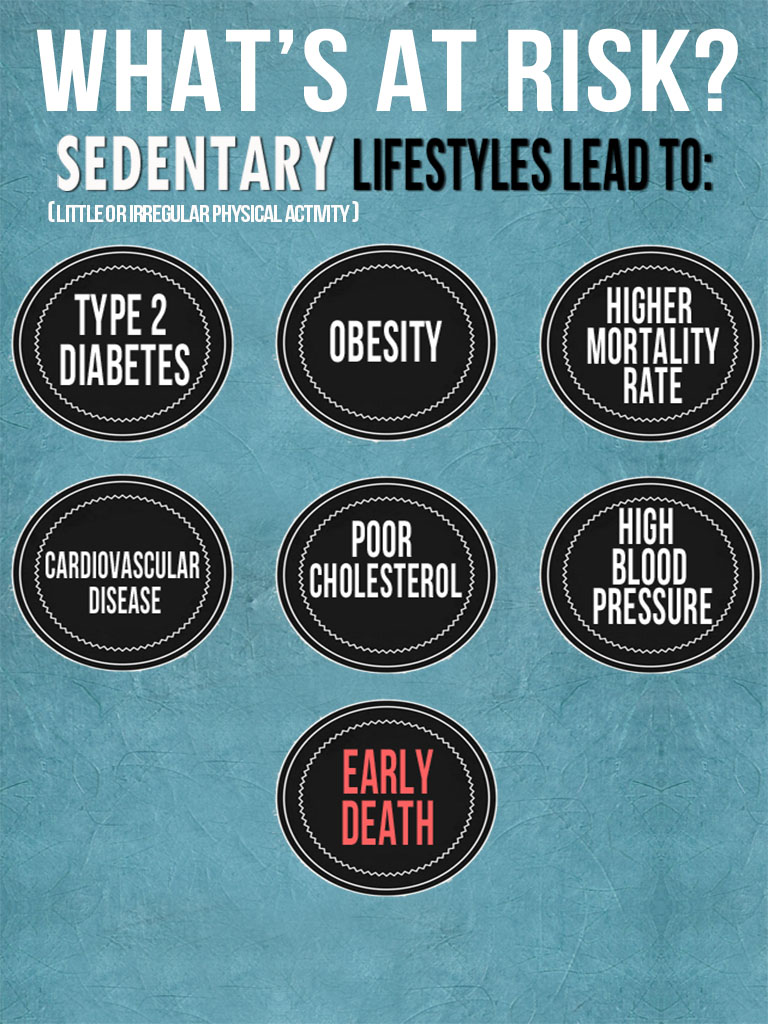 WHAT'S AT RISK?
SEDENTARY LIFESTYLES LEAD TO:
(LITTLE OR IRREGULAR PHYSICAL ACTIVITY)
TYPE 2
DIABETES
OBESITY
HIGHER
MORTALITY
RATE
CARDIOVASCULAR
DISEASE
POOR
CHOLESTEROL
HIGH
BLOOD
PRESSURE
EARLY
DEATH